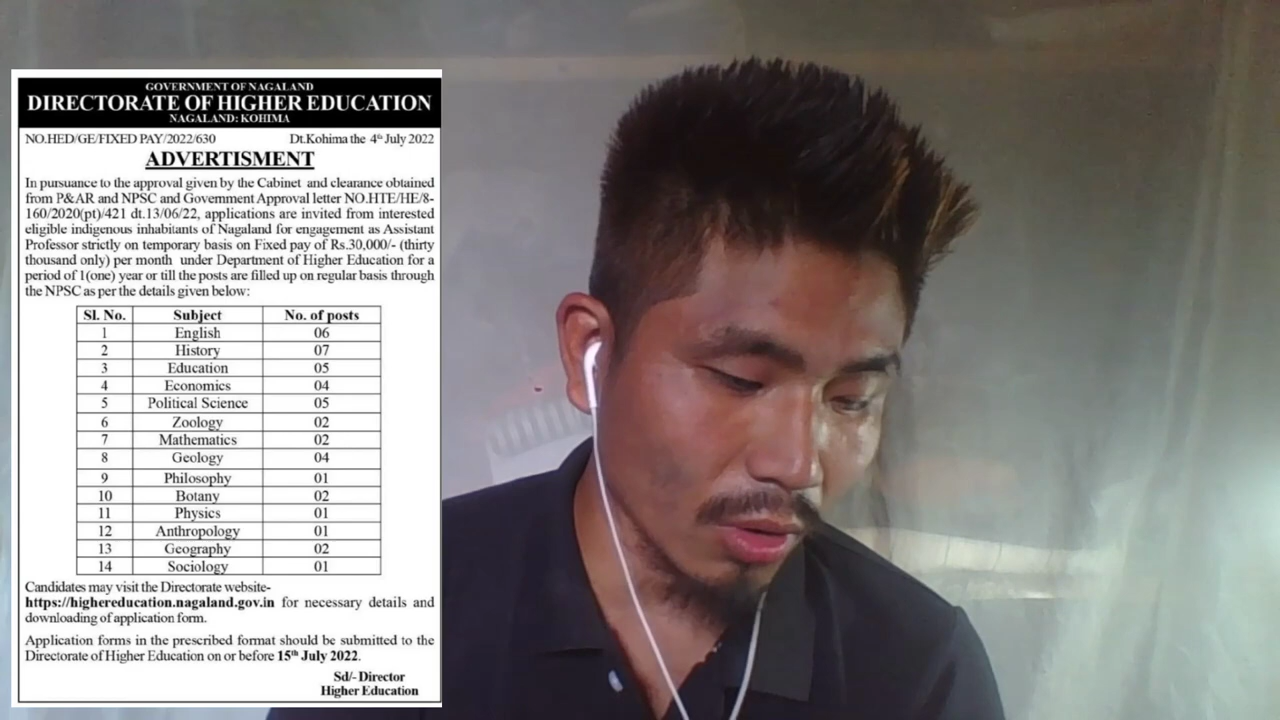 GOVERNMENT OF NAGALAND
DIRECTORATE OF HIGHER EDUCATION
NAGALAND: KOHIMA
NO.HED/GE/FIXED PAY/2022/630 Dt.Kohima the 4th July 2022
ADVERTISMENT
In pursuance to the approval given by the Cabinet and clearance obtained
from P&AR and NPSC and Government Approval letter NO.HTE/HE/8-
160/2020(pt)/421 dt.13/06/22, applications are invited from interested
eligible indigenous inhabitants of Nagaland for engagement as Assistant
Professor strictly on temporary basis on Fixed pay of Rs.30,000/- (thirty
thousand only) per month under Department of Higher Education for a
period of 1(one) year or till the posts are filled up on regular basis through
the NPSC as per the details given below:
Sl. No. Subject No. of posts
1 English 06
2 History 07
3 Education 05
4 Economics 04
5 Political Science 05
6 Zoology 02
7 Mathematics 02
8 Geology 04
9 Philosophy 01
10 Botany 02
11 Physics 01
12 Anthropology 01
13 Geography 02
14 Sociology 01
Candidates may visit the Directorate website-
https://highereducation.nagaland.gov.in for necessary details and
downloading of application form.
Application forms in the prescribed format should be submitted to the
Directorate of Higher Education on or before 15th July 2022.
Sd/- Director
Higher Education